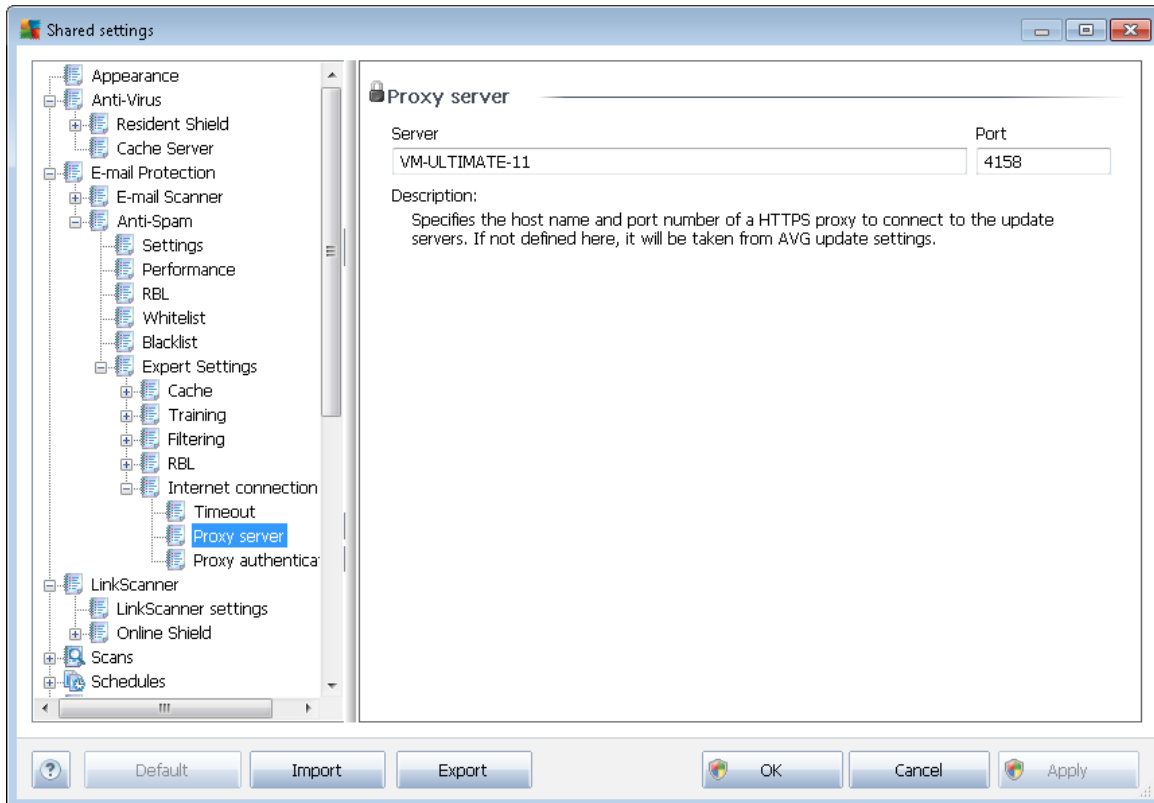 Shared settings
Appearance
Anti-Virus
Resident Shield
Cache Server
E-mail Protection
E-mail Scanner
Anti-Spam
Settings
Performance
RBL
Whitelist
Blacklist
Expert Settings
Cache
Training
Filtering
RBL
Internet connection
Timeout
Proxy server
Proxy authentica
LinkScanner
LinkScanner settings
Online Shield
Scans
Schedules
Proxy server
Server Port
VM-ULTIMATE-11 4158
Description:
Specifies the host name and port number of a HTTPS proxy to connect to the update
servers. If not defined here, it will be taken from AVG update settings.
? Default Import Export OK Cancel Apply